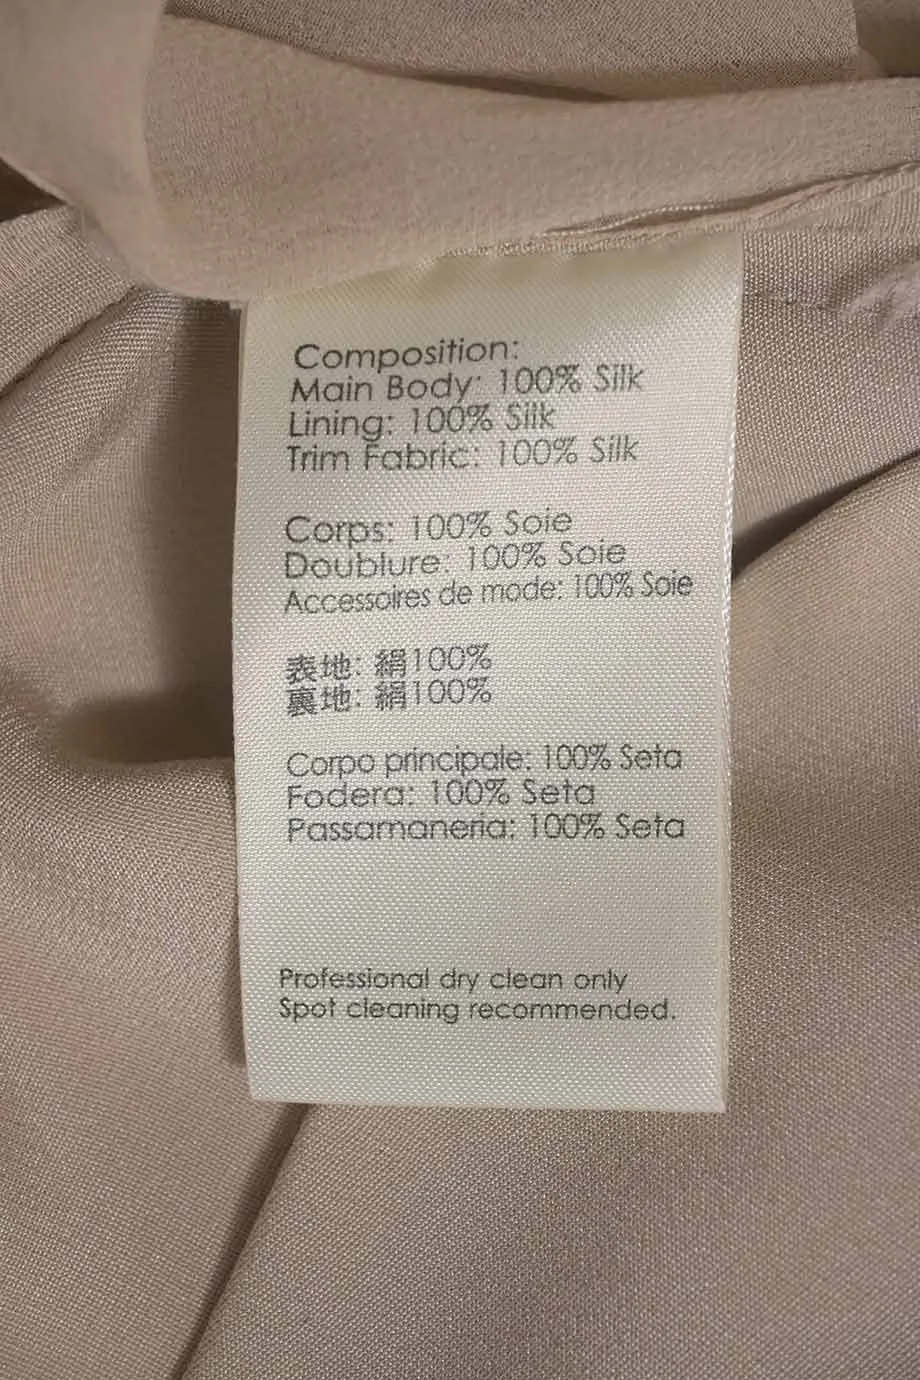 Composition:
Main Body: 100% Silk
Lining: 100% Silk
Trim Fabric: 100% Silk
Corps: 100% Soie
Doublure: 100% Soie
Accessoires de mode: 100% Soie
表地: 絹100%
裏地: 絹100%
Corpo principale: 100% Seta
Fodera: 100% Seta
Passamaneria: 100% Seta
Professional dry clean only
Spot cleaning recommended.